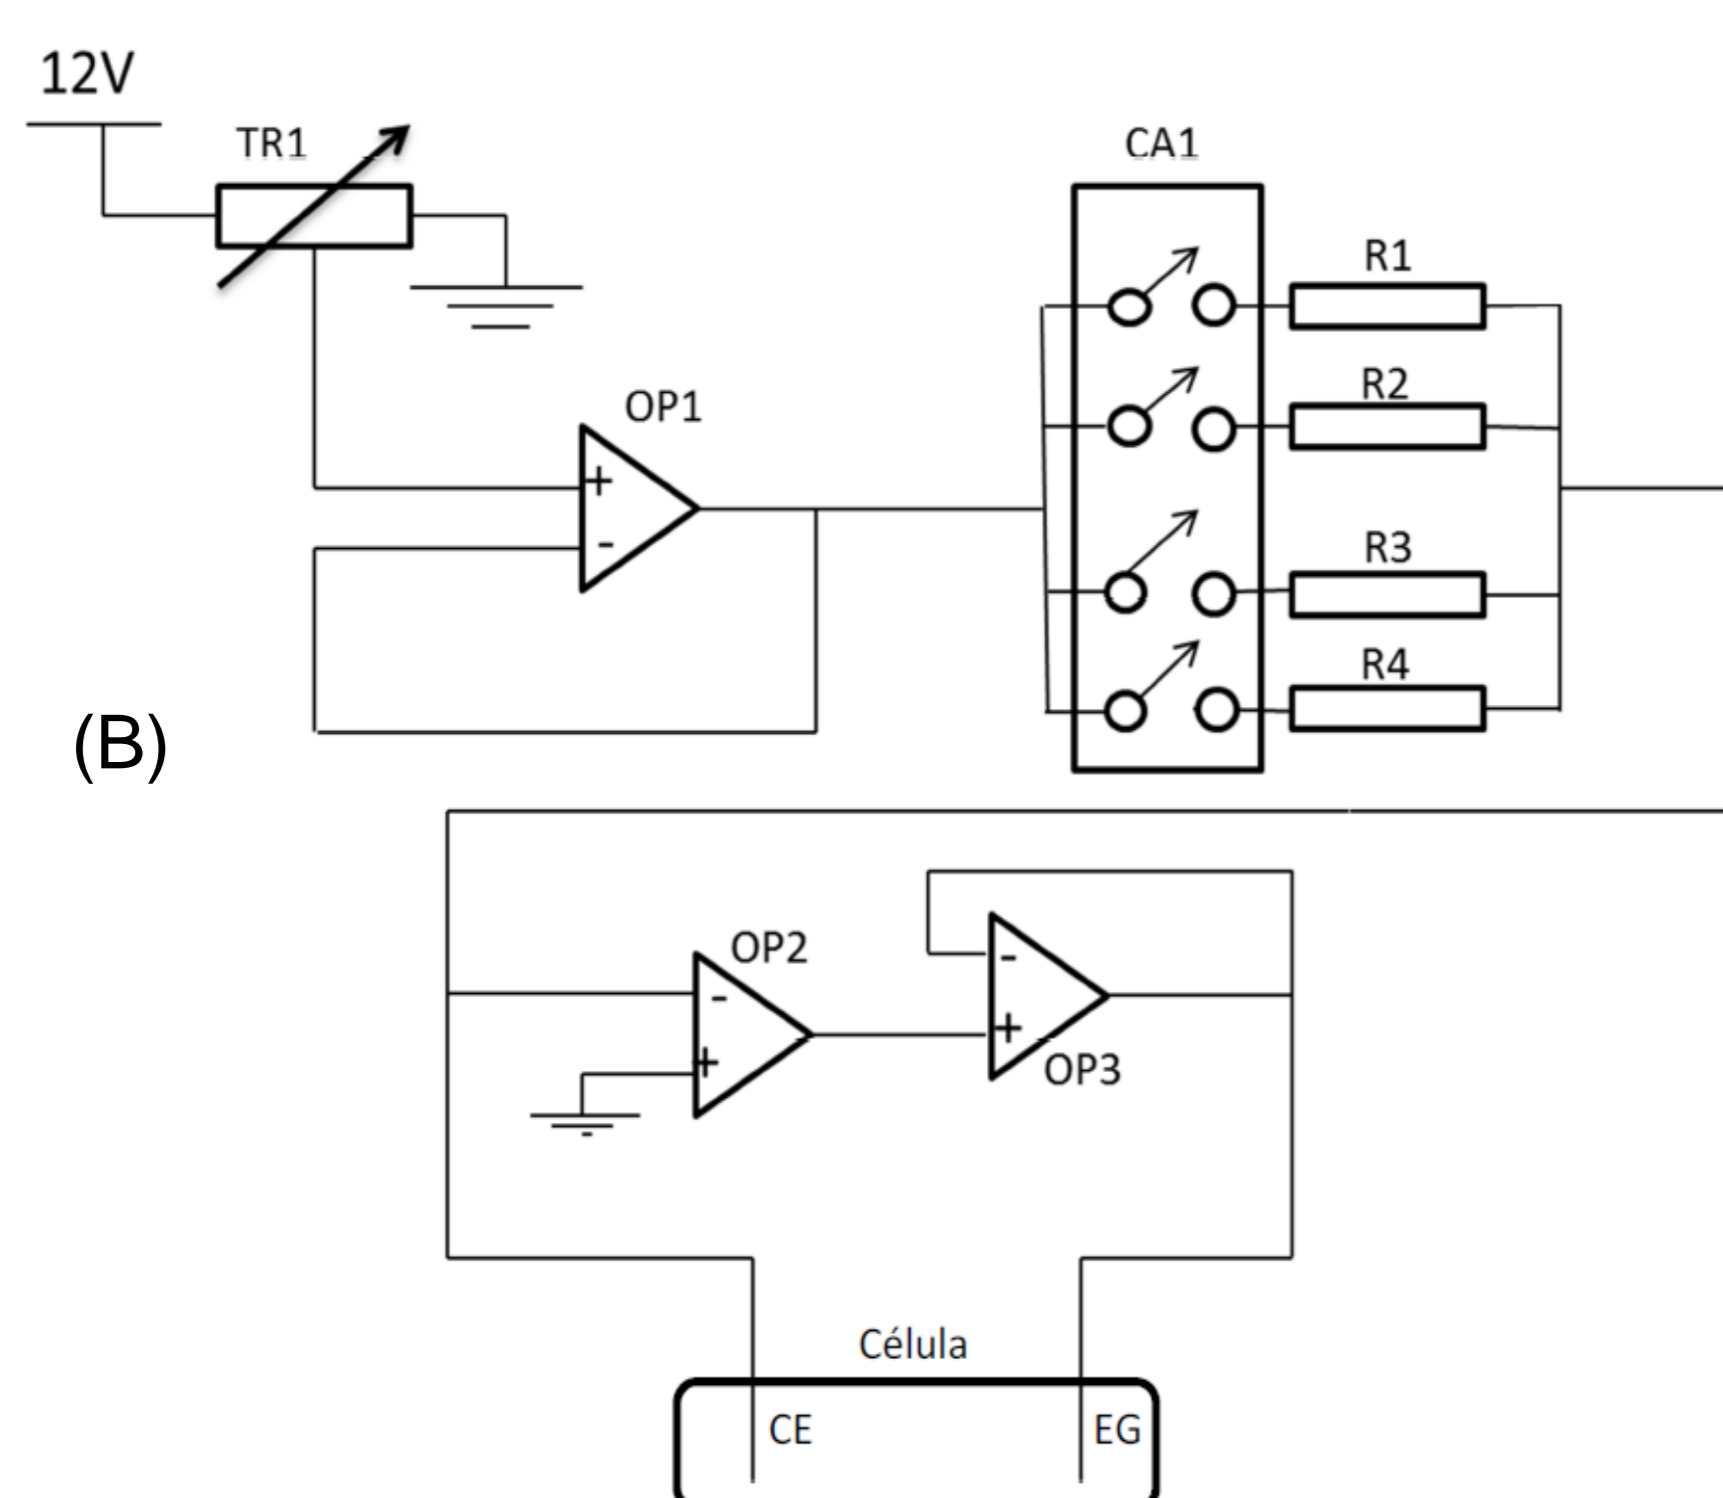 12V
TR1
CA1
R1
R2
OP1
+
-
R3
R4
(B)
OP2
-
+
-
+
OP3
Célula
CE
EG